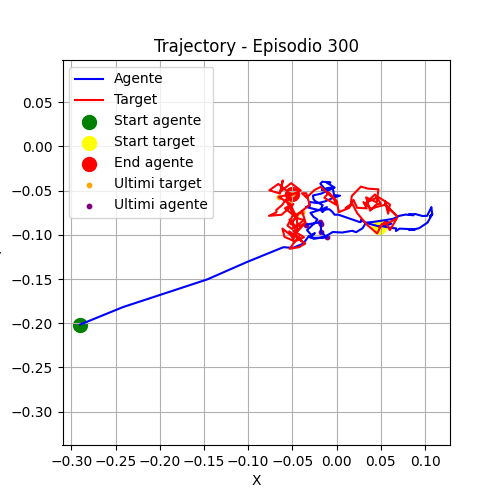 Trajectory - Episodio 300
Agente
Target
Start agente
Start target
End agente
Ultimi target
Ultimi agente
0.05
0.00
−0.05
−0.10
−0.15
−0.20
−0.25
−0.30
−0.30 −0.25 −0.20 −0.15 −0.10 −0.05 0.00 0.05 0.10
X